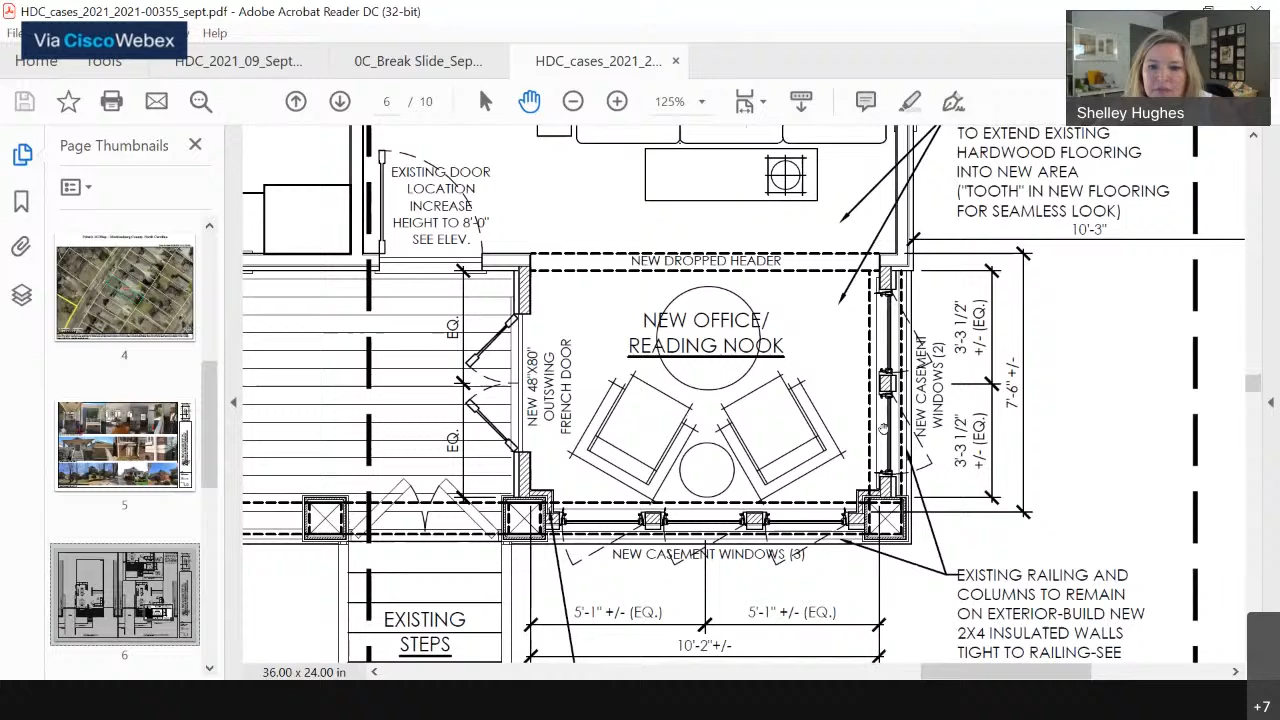 HDC_cases_2021_2021-00355_sept.pdf - Adobe Acrobat Reader DC (32-bit)
Help
Via Cisco Webex
Home
Tools
HDC_2021_09_Sept...
0C_Break Slide_Sep...
HDC_cases_2021_2...
6 / 10
125%
Shelley Hughes
Page Thumbnails
4
5
6
EXISTING DOOR
LOCATION
INCREASE
HEIGHT TO 8'-0"
SEE ELEV.
TO EXTEND EXISTING
HARDWOOD FLOORING
INTO NEW AREA
("TOOTH" IN NEW FLOORING
FOR SEAMLESS LOOK)
10'-3"
NEW DROPPED HEADER
NEW OFFICE/
READING NOOK
EQ.
EQ.
NEW 48"X80"
OUTSWING
FRENCH DOOR
NEW CASEMENT
WINDOWS (2)
3'-3 1/2"
+/- (EQ.)
3'-3 1/2"
+/- (EQ.)
7'-6" +/-
NEW CASEMENT WINDOWS (3)
EXISTING
STEPS
5'-1" +/- (EQ.)
5'-1" +/- (EQ.)
10'-2"+/-
EXISTING RAILING AND
COLUMNS TO REMAIN
ON EXTERIOR-BUILD NEW
2X4 INSULATED WALLS
TIGHT TO RAILING-SEE
36.00 x 24.00 in
+7